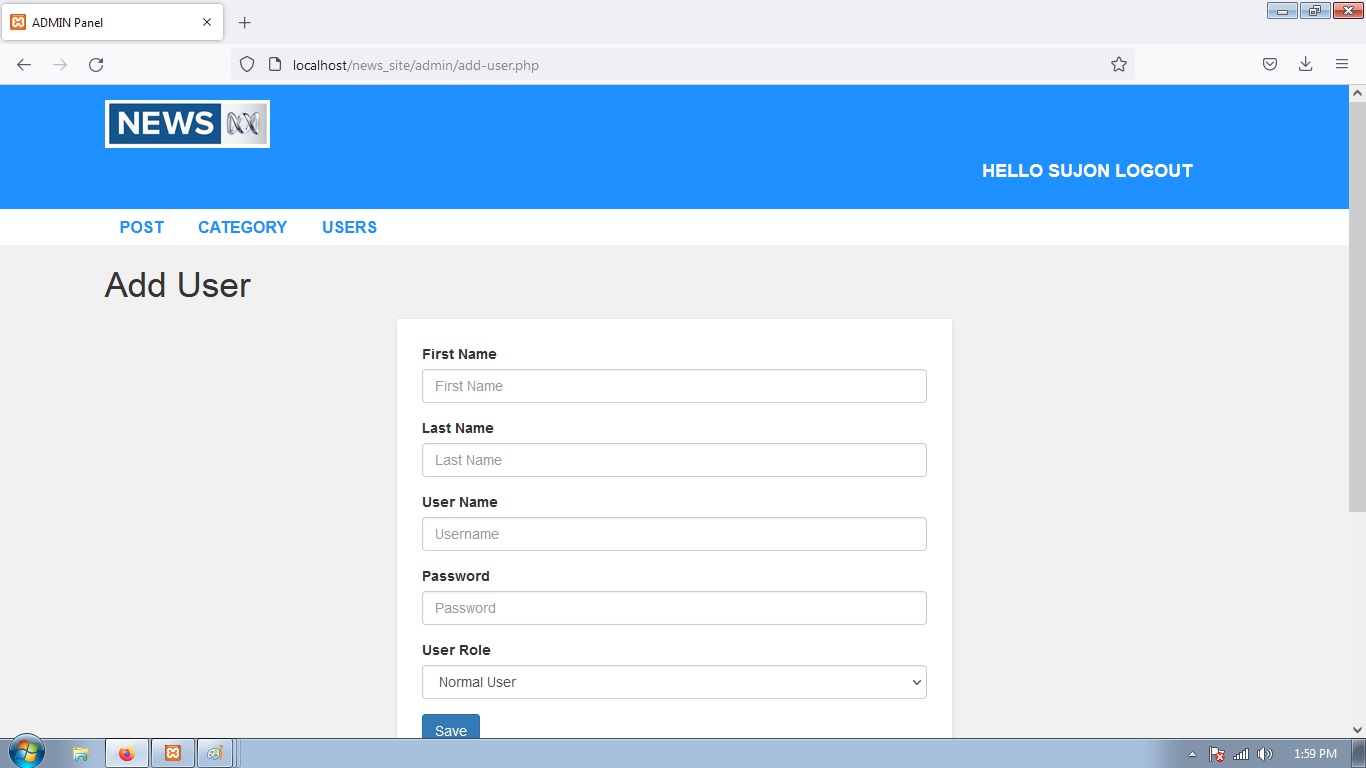 ADMIN Panel
localhost/news_site/admin/add-user.php
NEWS
HELLO SUJON LOGOUT
POST CATEGORY USERS
Add User
First Name
First Name
Last Name
Last Name
User Name
Username
Password
Password
User Role
Normal User
Save
1:59 PM